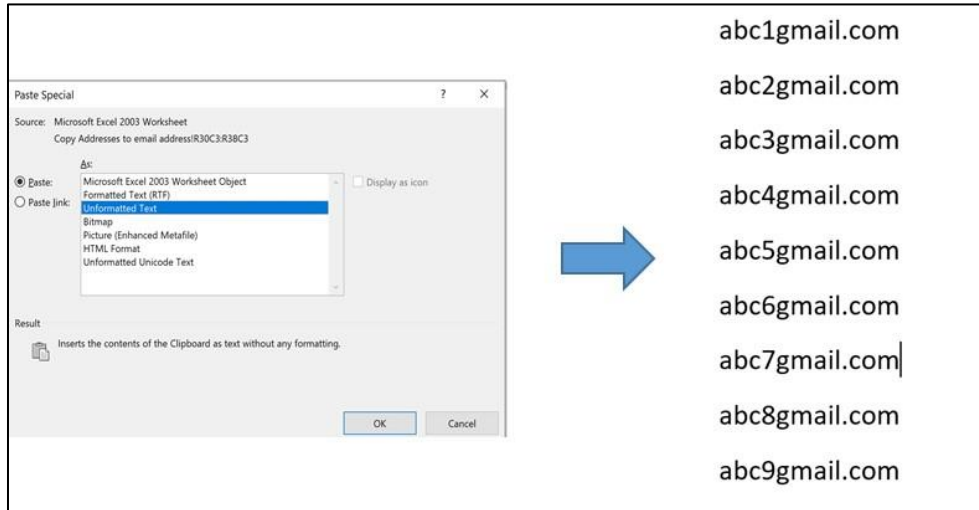 Paste Special ? X
Source: Microsoft Excel 2003 Worksheet
Copy Addresses to email address!R30C3:R38C3
As:
Paste:
Paste link:
Microsoft Excel 2003 Worksheet Object
Formatted Text (RTF)
Unformatted Text
Bitmap
Picture (Enhanced Metafile)
HTML Format
Unformatted Unicode Text
Display as icon
Result
Inserts the contents of the Clipboard as text without any formatting.
OK
Cancel
abc1gmail.com
abc2gmail.com
abc3gmail.com
abc4gmail.com
abc5gmail.com
abc6gmail.com
abc7gmail.com
abc8gmail.com
abc9gmail.com